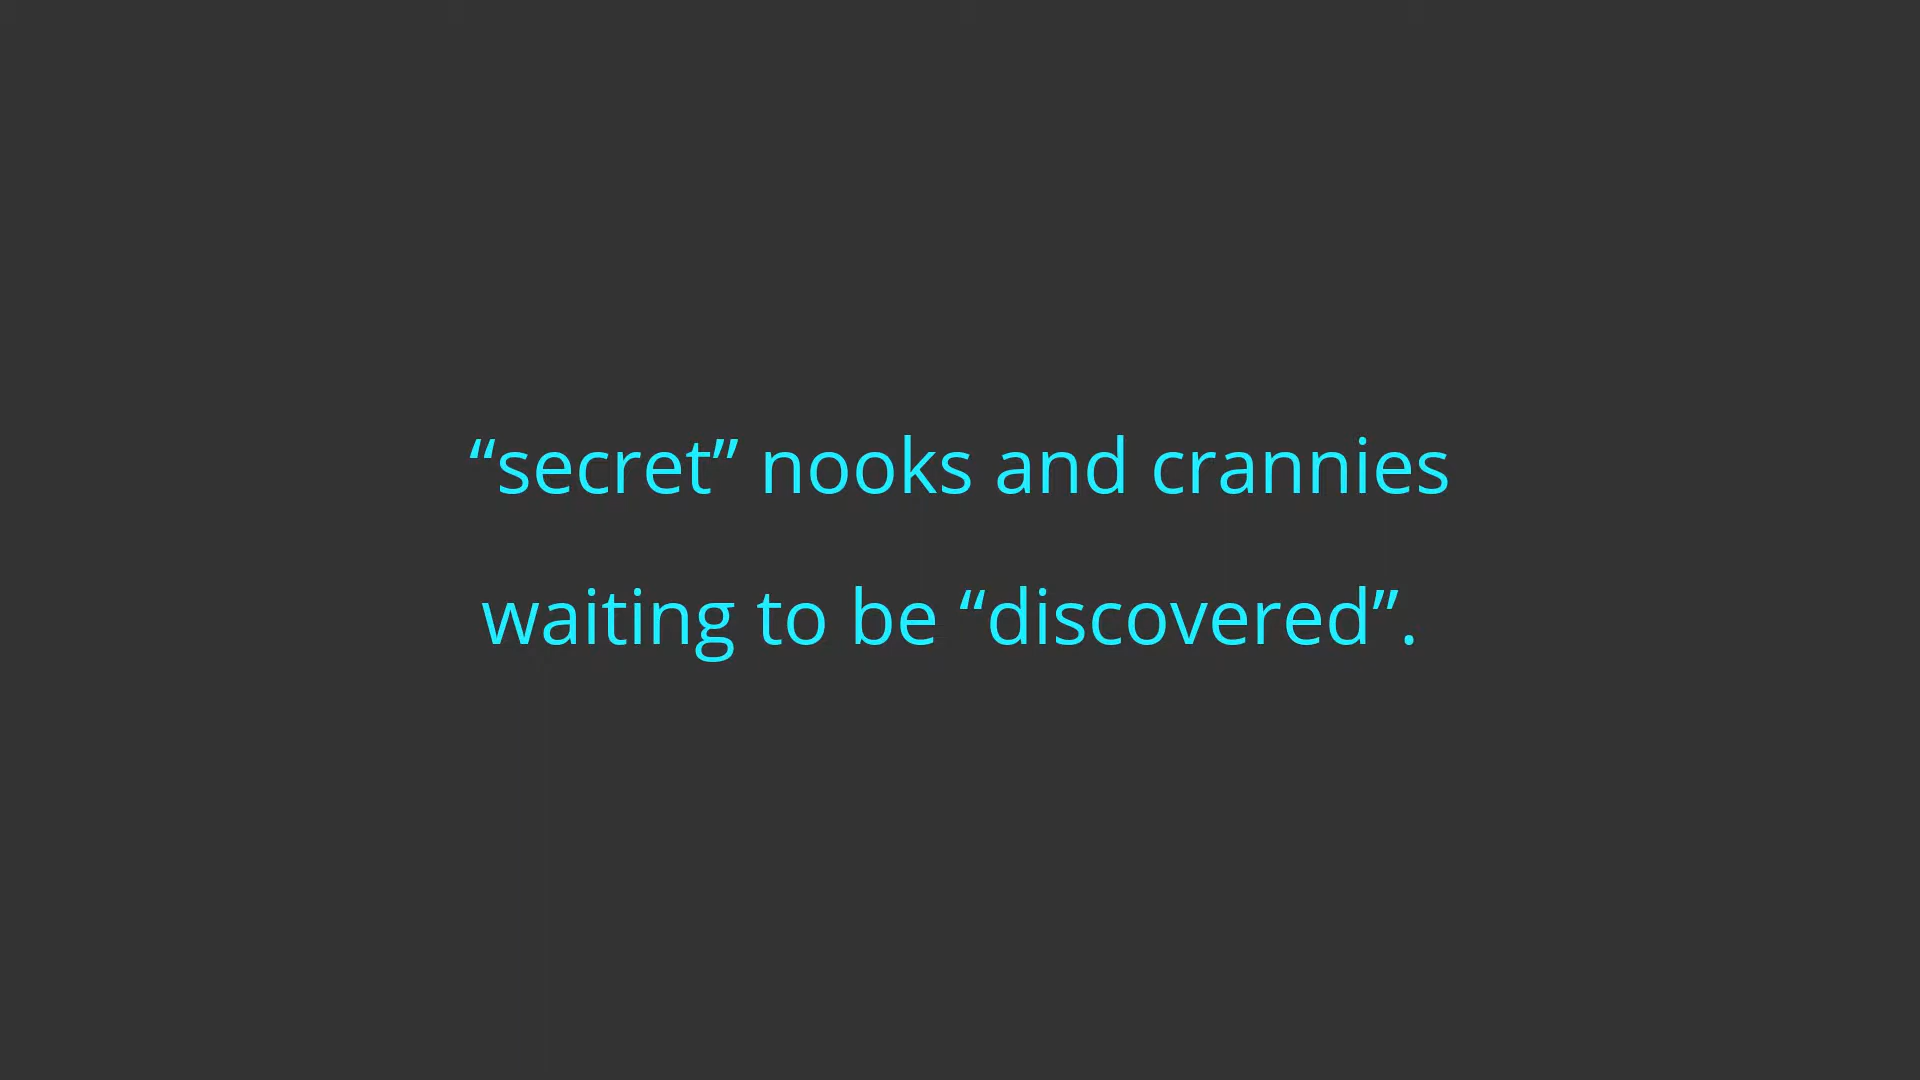 “secret” nooks and crannies
waiting to be “discovered”.